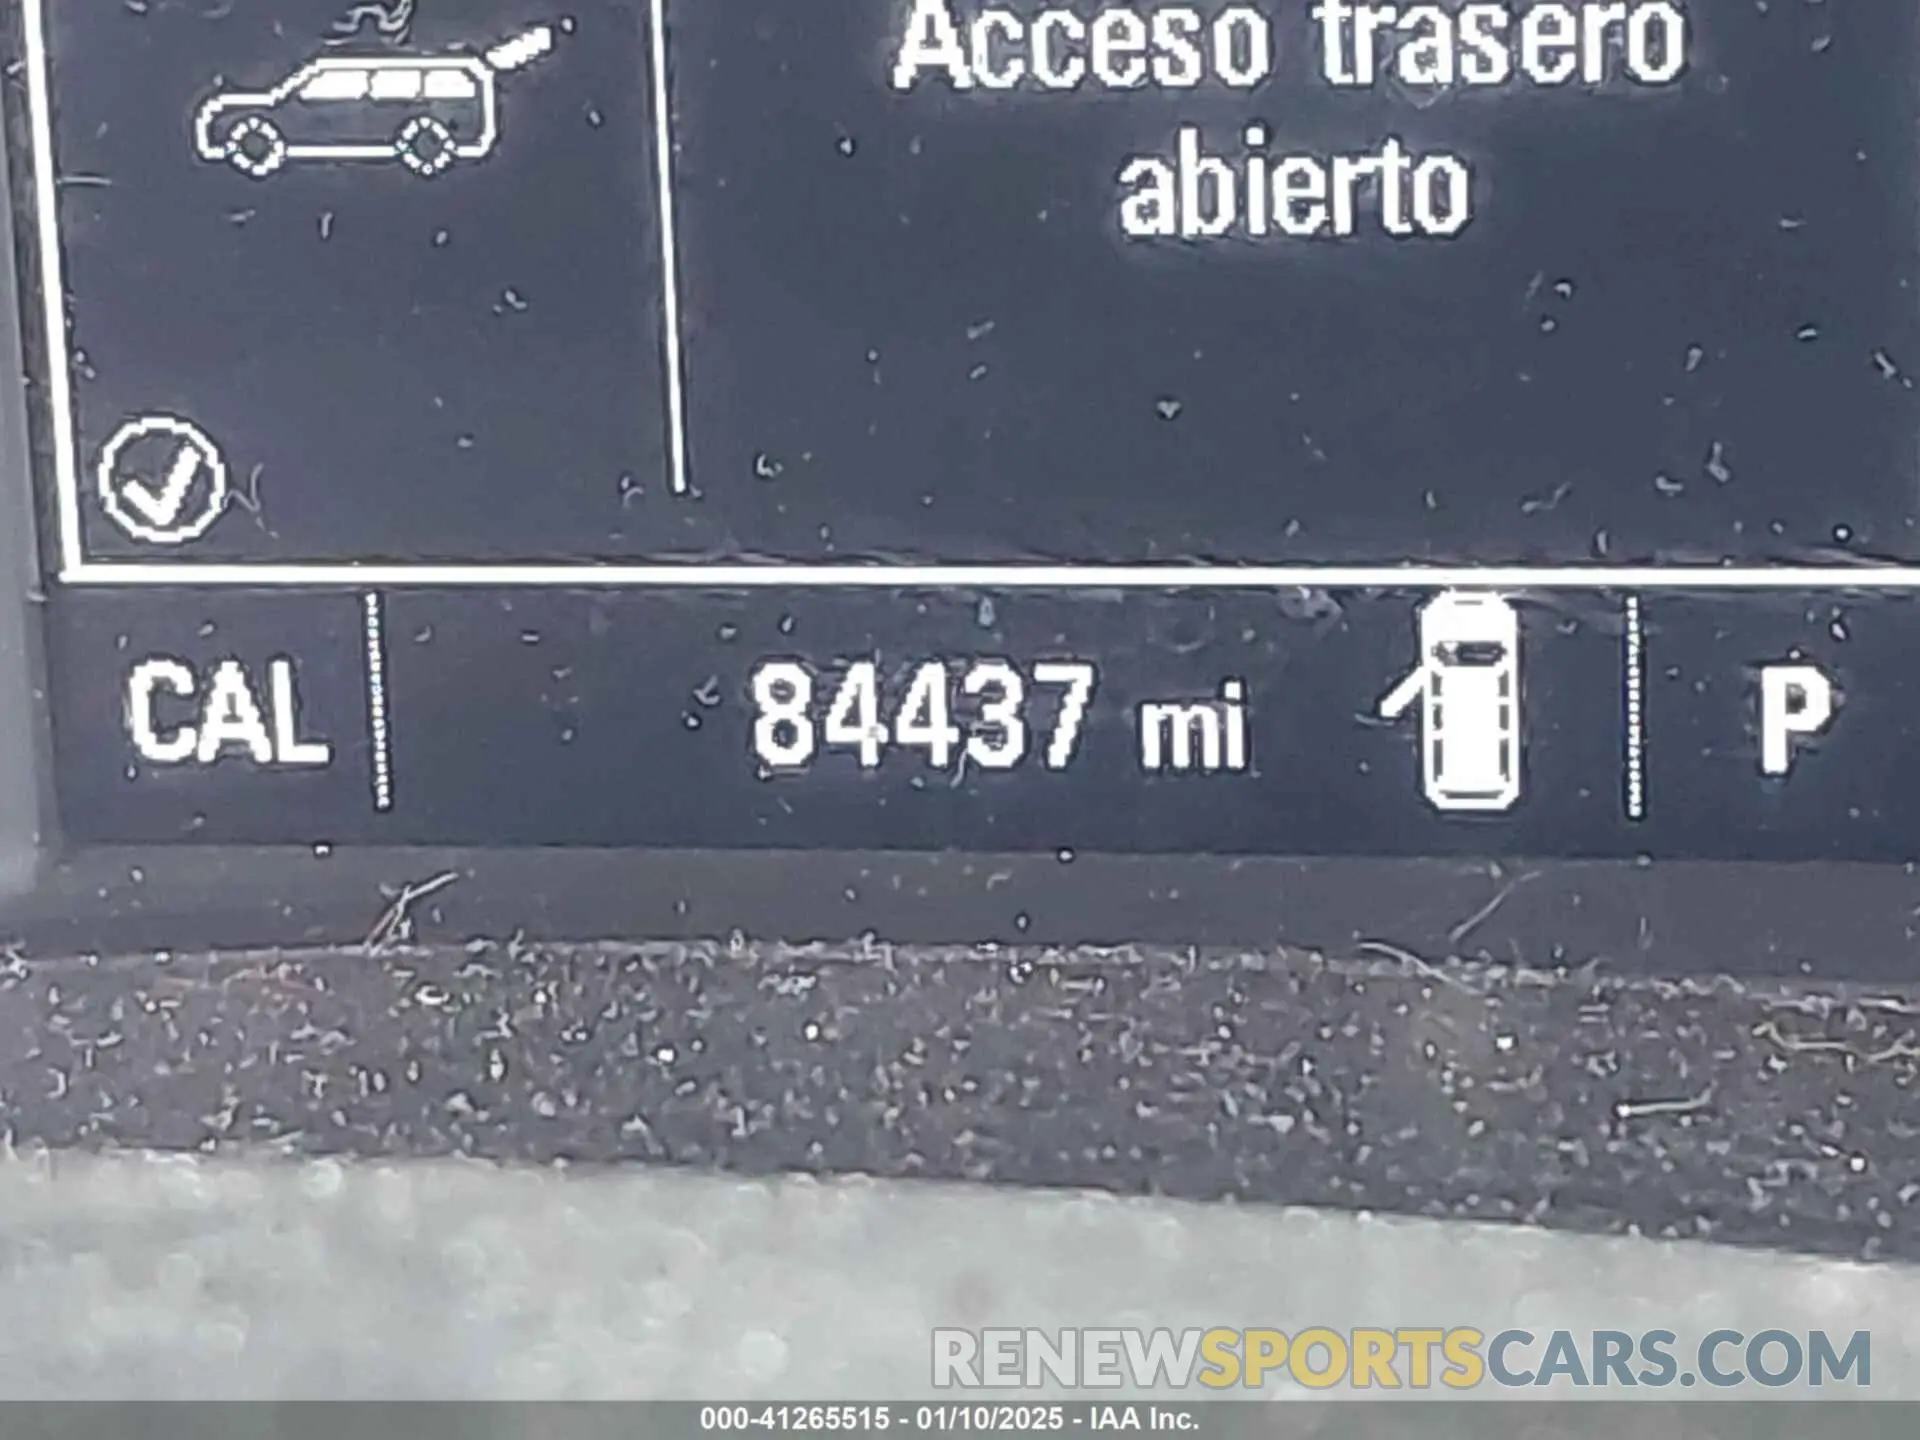 Acceso trasero
abierto
CAL
84437 mi
P
RENEWSPORTSCARS.COM
000-41265515 - 01/10/2025 - IAA Inc.